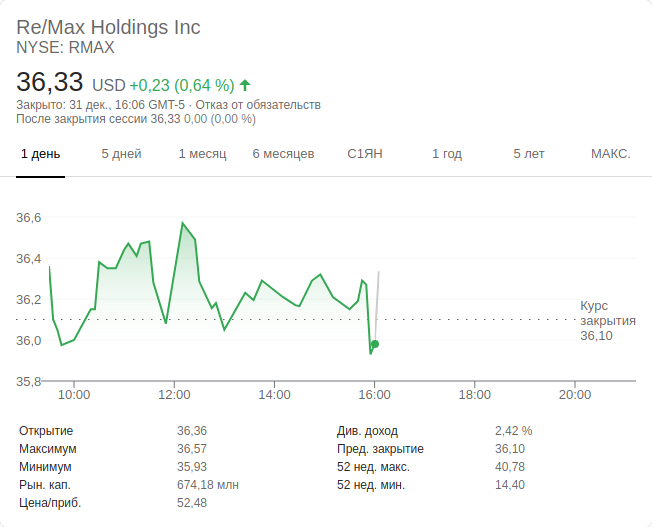 Re/Max Holdings Inc
NYSE: RMAX
36,33 USD +0,23 (0,64 %)
Закрыто: 31 дек., 16:06 GMT-5 · Отказ от обязательств
После закрытия сессии 36,33 0,00 (0,00 %)
1 день 5 дней 1 месяц 6 месяцев С1ЯН 1 год 5 лет МАКС.
36,6
36,4
36,2
36,0
35,8
Курс
закрытия
36,10
10:00 12:00 14:00 16:00 18:00 20:00
Открытие 36,36 Див. доход 2,42 %
Максимум 36,57 Пред. закрытие 36,10
Минимум 35,93 52 нед. макс. 40,78
Рын. кап. 674,18 млн 52 нед. мин. 14,40
Цена/приб. 52,48